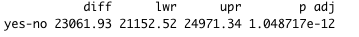 diff lwr upr p adj
yes-no 23061.93 21152.52 24971.34 1.048717e-12